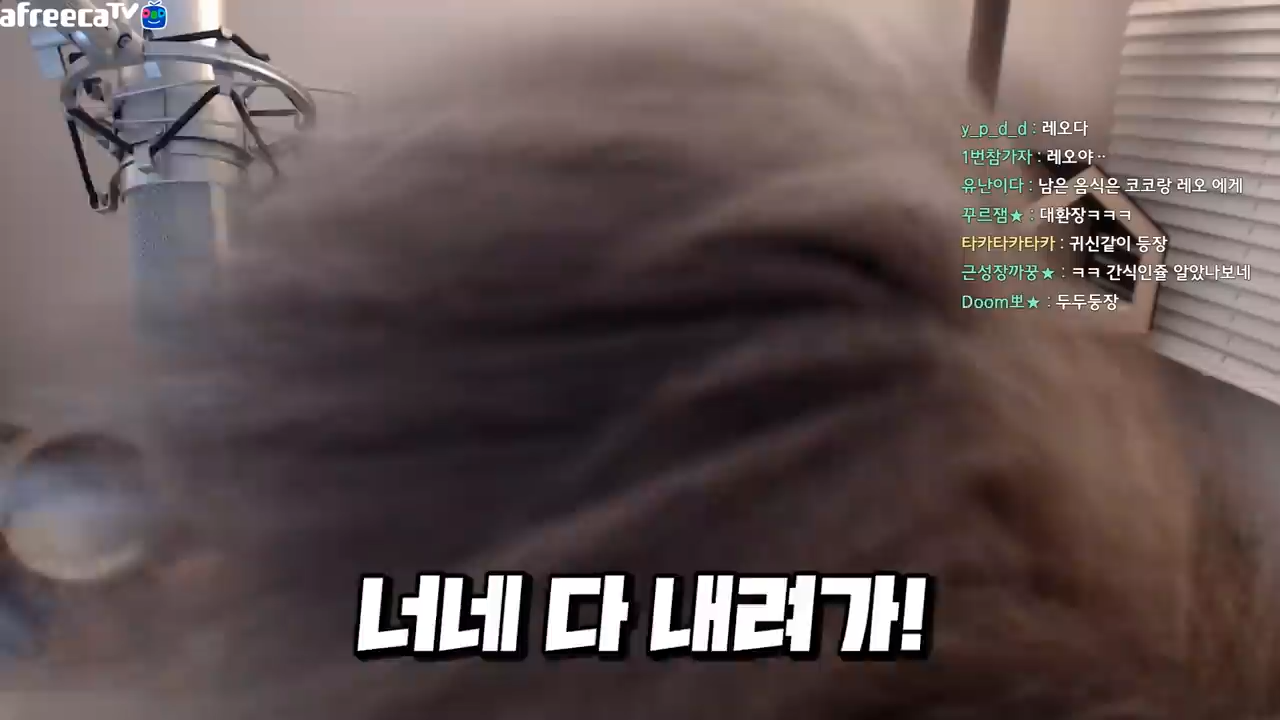 afreecaTV
y_p_d_d : 레오다
1번참가자 : 레오야··
유난이다 : 남은 음식은 코코랑 레오 에게
꾸르잼★ : 대환장ㅋㅋㅋ
타카타카타카 : 귀신같이 등장
근성장까꿍★ : ㅋㅋ 간식인줄 알았나보네
Doom뽀★ : 두두등장
너네 다 내려가!